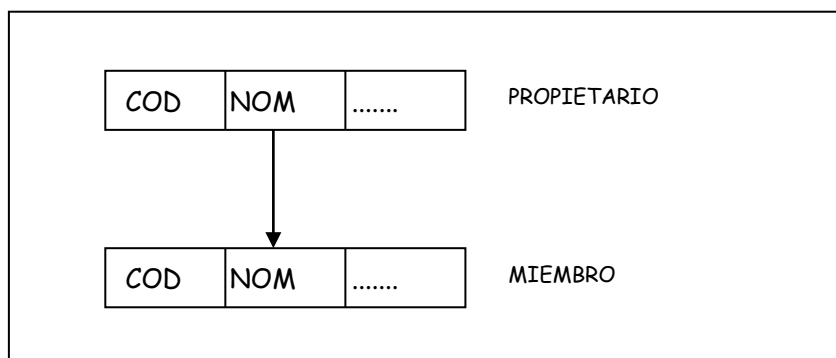 COD NOM ....... PROPIETARIO
COD NOM ....... MIEMBRO